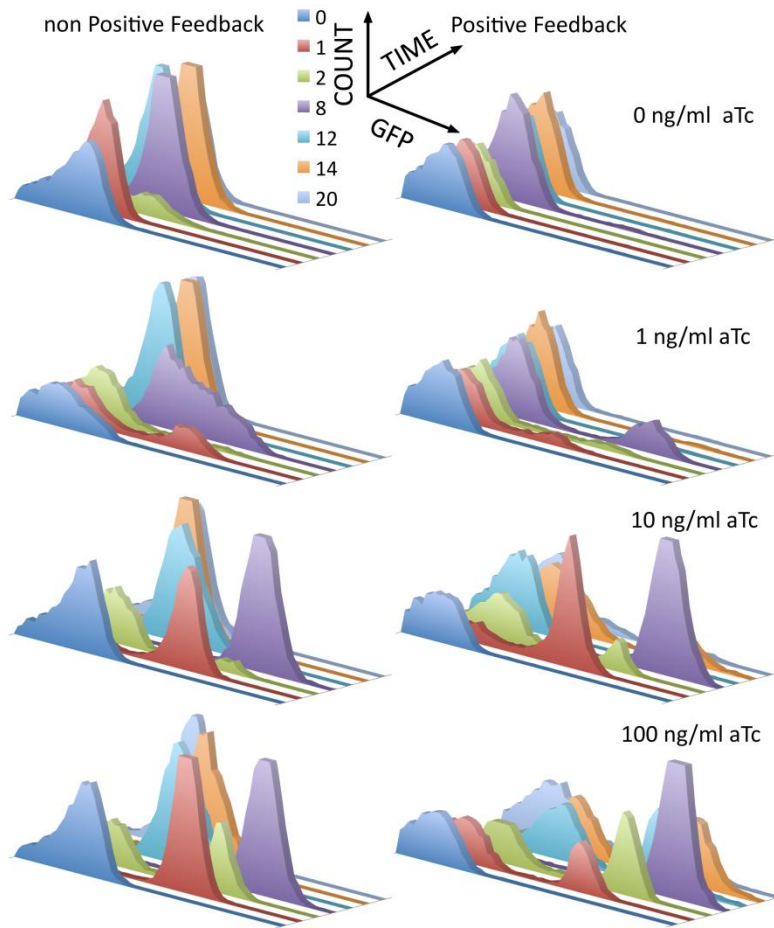 non Positive Feedback
0
1
2
8
12
14
20
COUNT
TIME
GFP
Positive Feedback
0 ng/ml aTc
1 ng/ml aTc
10 ng/ml aTc
100 ng/ml aTc